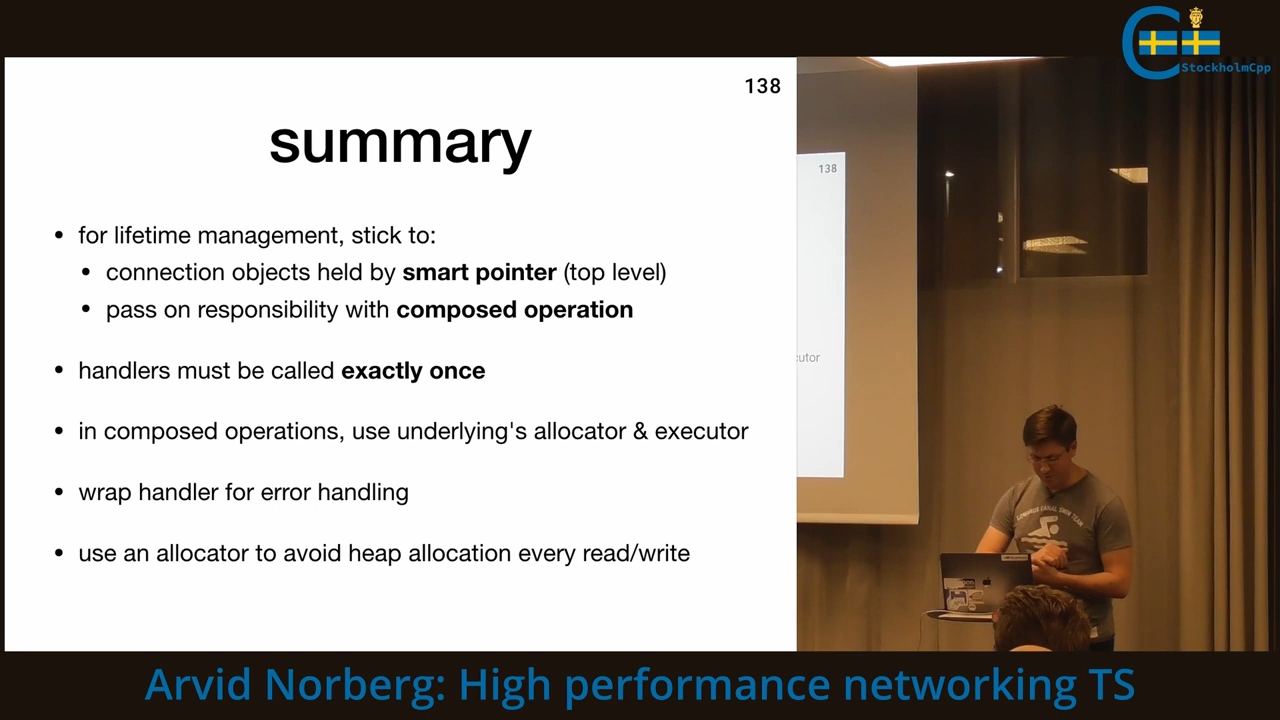 StockholmCpp
138
summary
• for lifetime management, stick to:
• connection objects held by smart pointer (top level)
• pass on responsibility with composed operation
• handlers must be called exactly once
• in composed operations, use underlying's allocator & executor
• wrap handler for error handling
• use an allocator to avoid heap allocation every read/write
138
cutor
Arvid Norberg: High performance networking TS